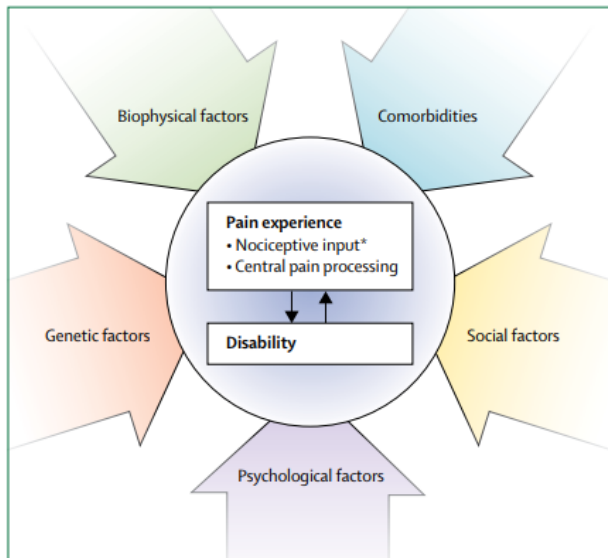 Biophysical factors
Comorbidities
Pain experience
• Nociceptive input*
• Central pain processing
Genetic factors
Social factors
Disability
Psychological factors